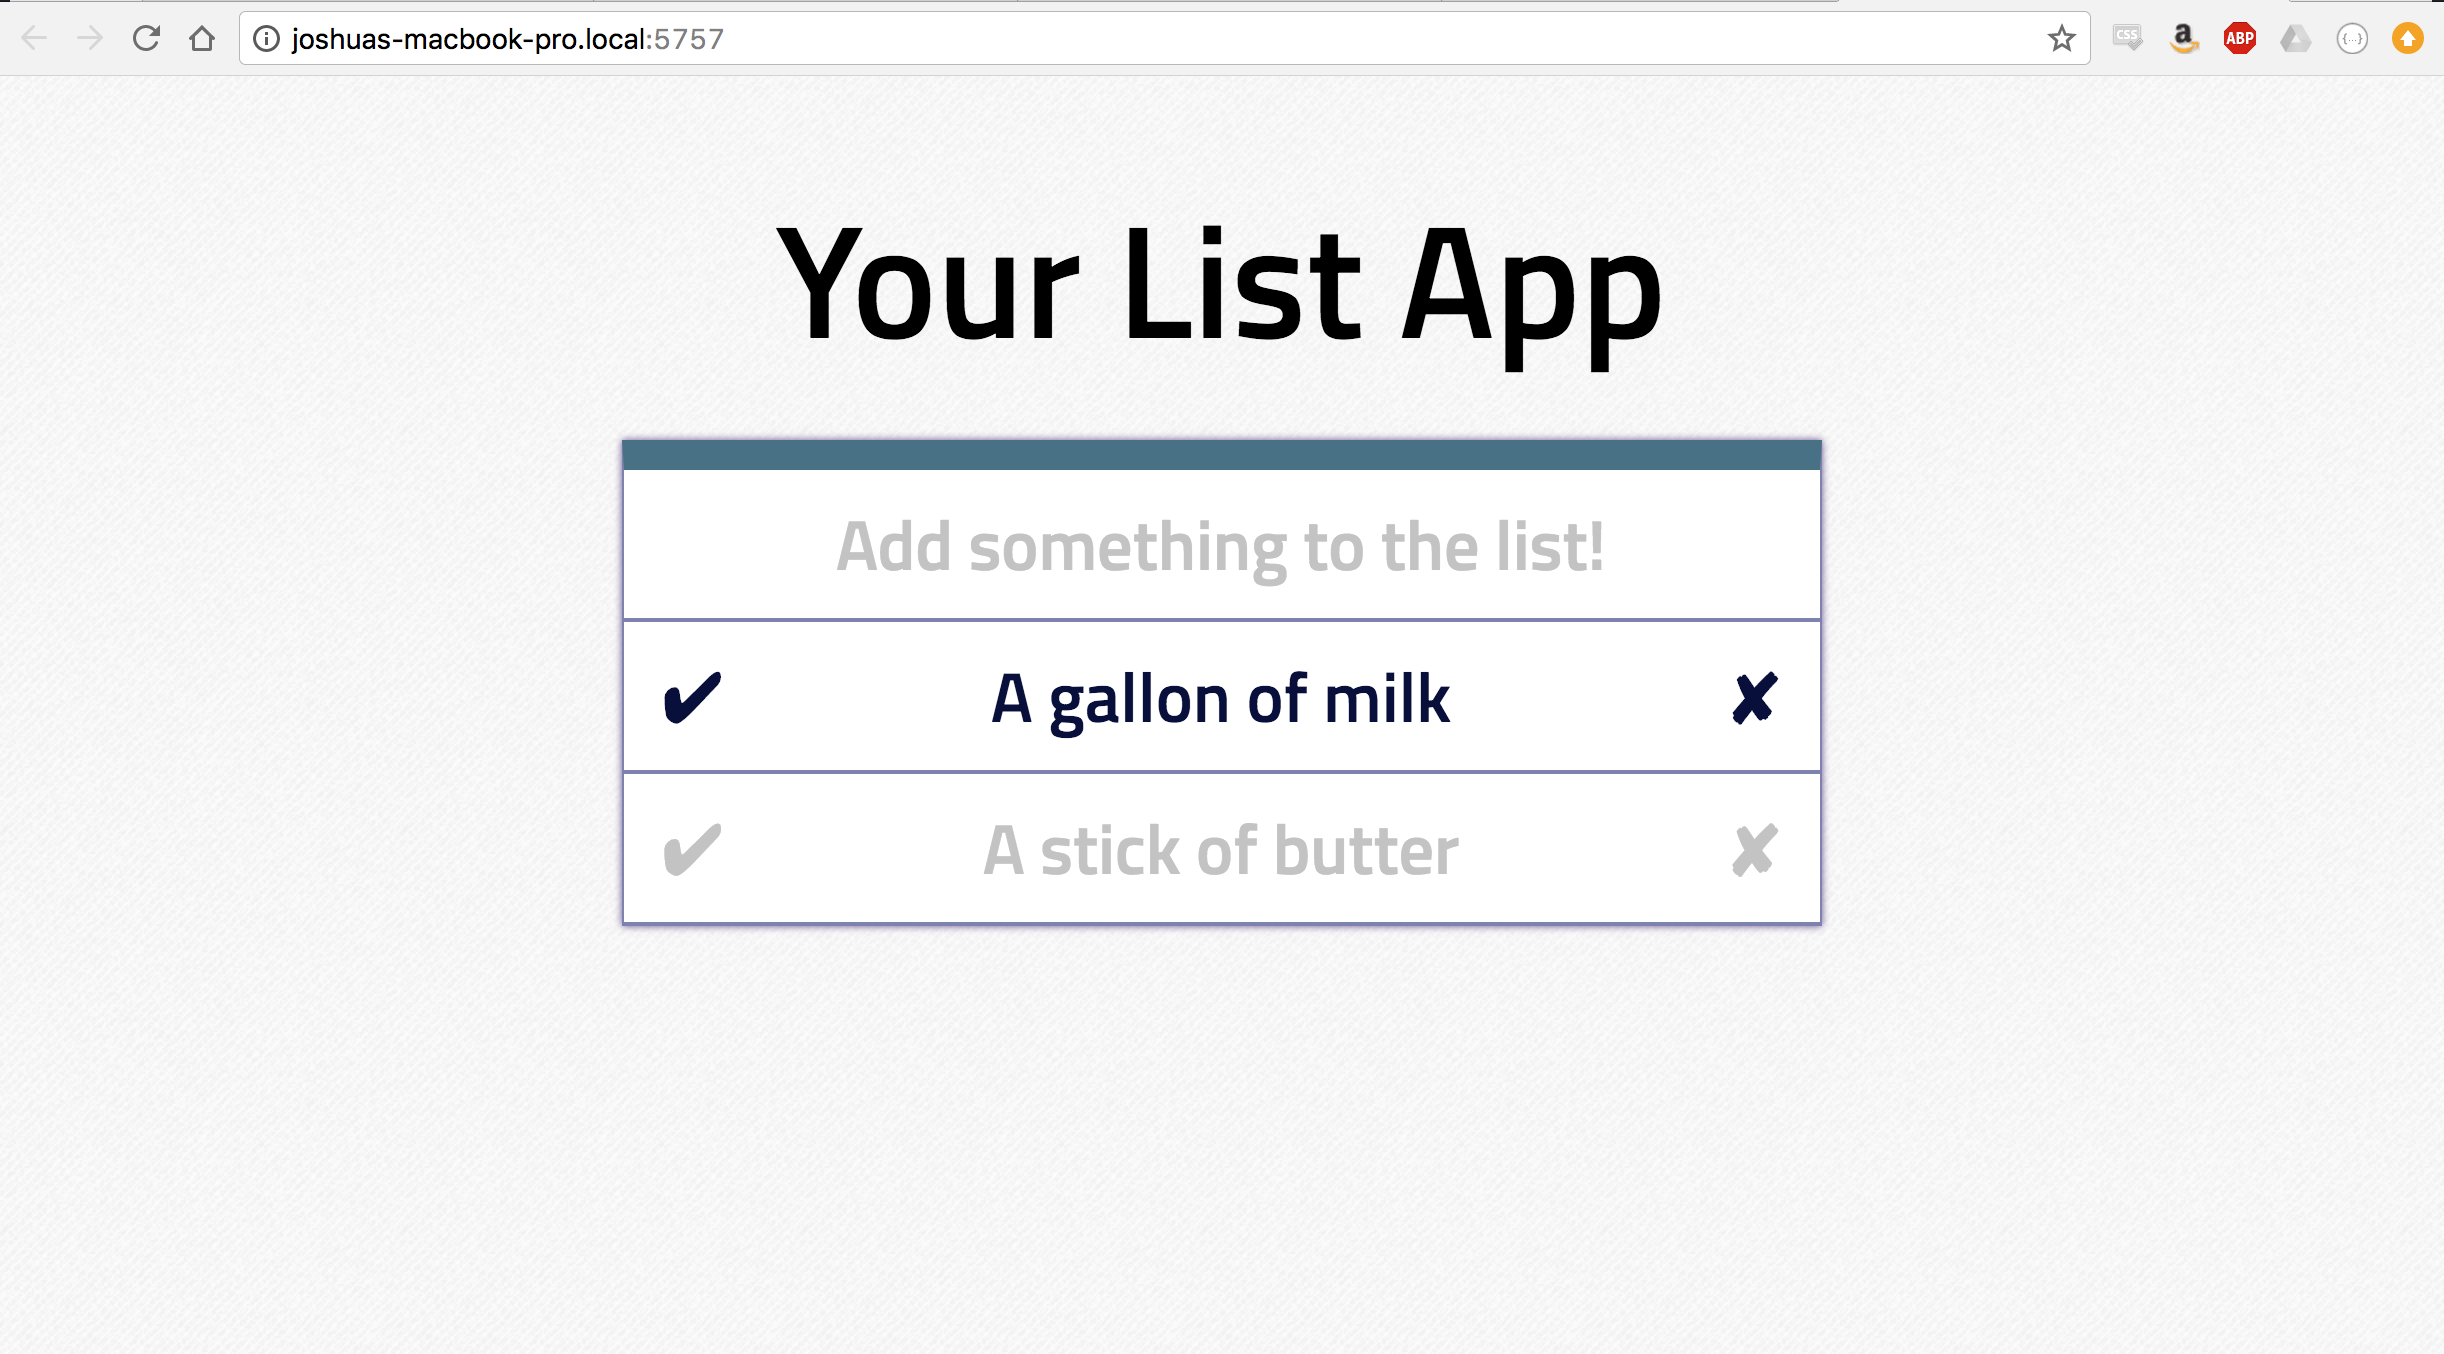 joshuas-macbook-pro.local:5757
CSS
a
ABP
{...}
Your List App
Add something to the list!
✔ A gallon of milk ✘
✔ A stick of butter ✘